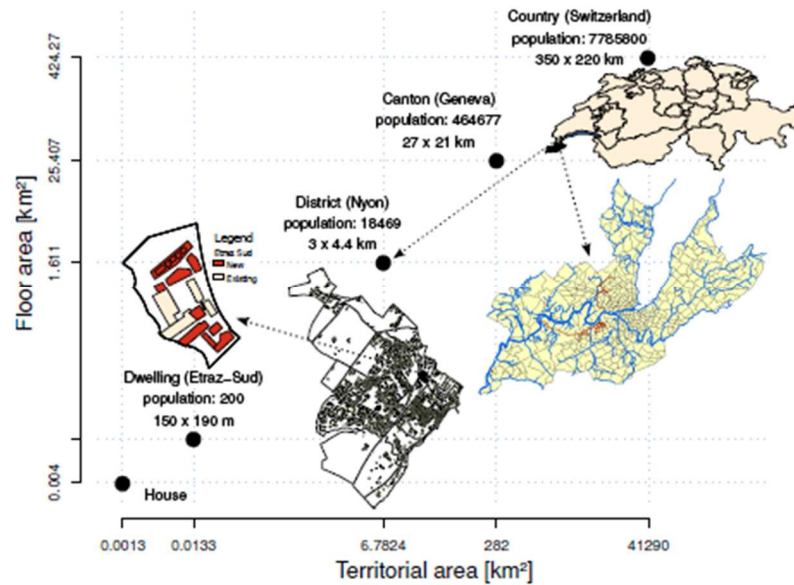 Country (Switzerland)
population: 7785800
350 x 220 km
Canton (Geneva)
population: 464677
27 x 21 km
District (Nyon)
population: 18469
3 x 4.4 km
Legend
Etraz Sud
New
Existing
Dwelling (Etraz-Sud)
population: 200
150 x 190 m
House
Floor area [km²]
424.27
25.407
1.611
0.004
0.0013
0.0133
6.7824
282
41290
Territorial area [km²]